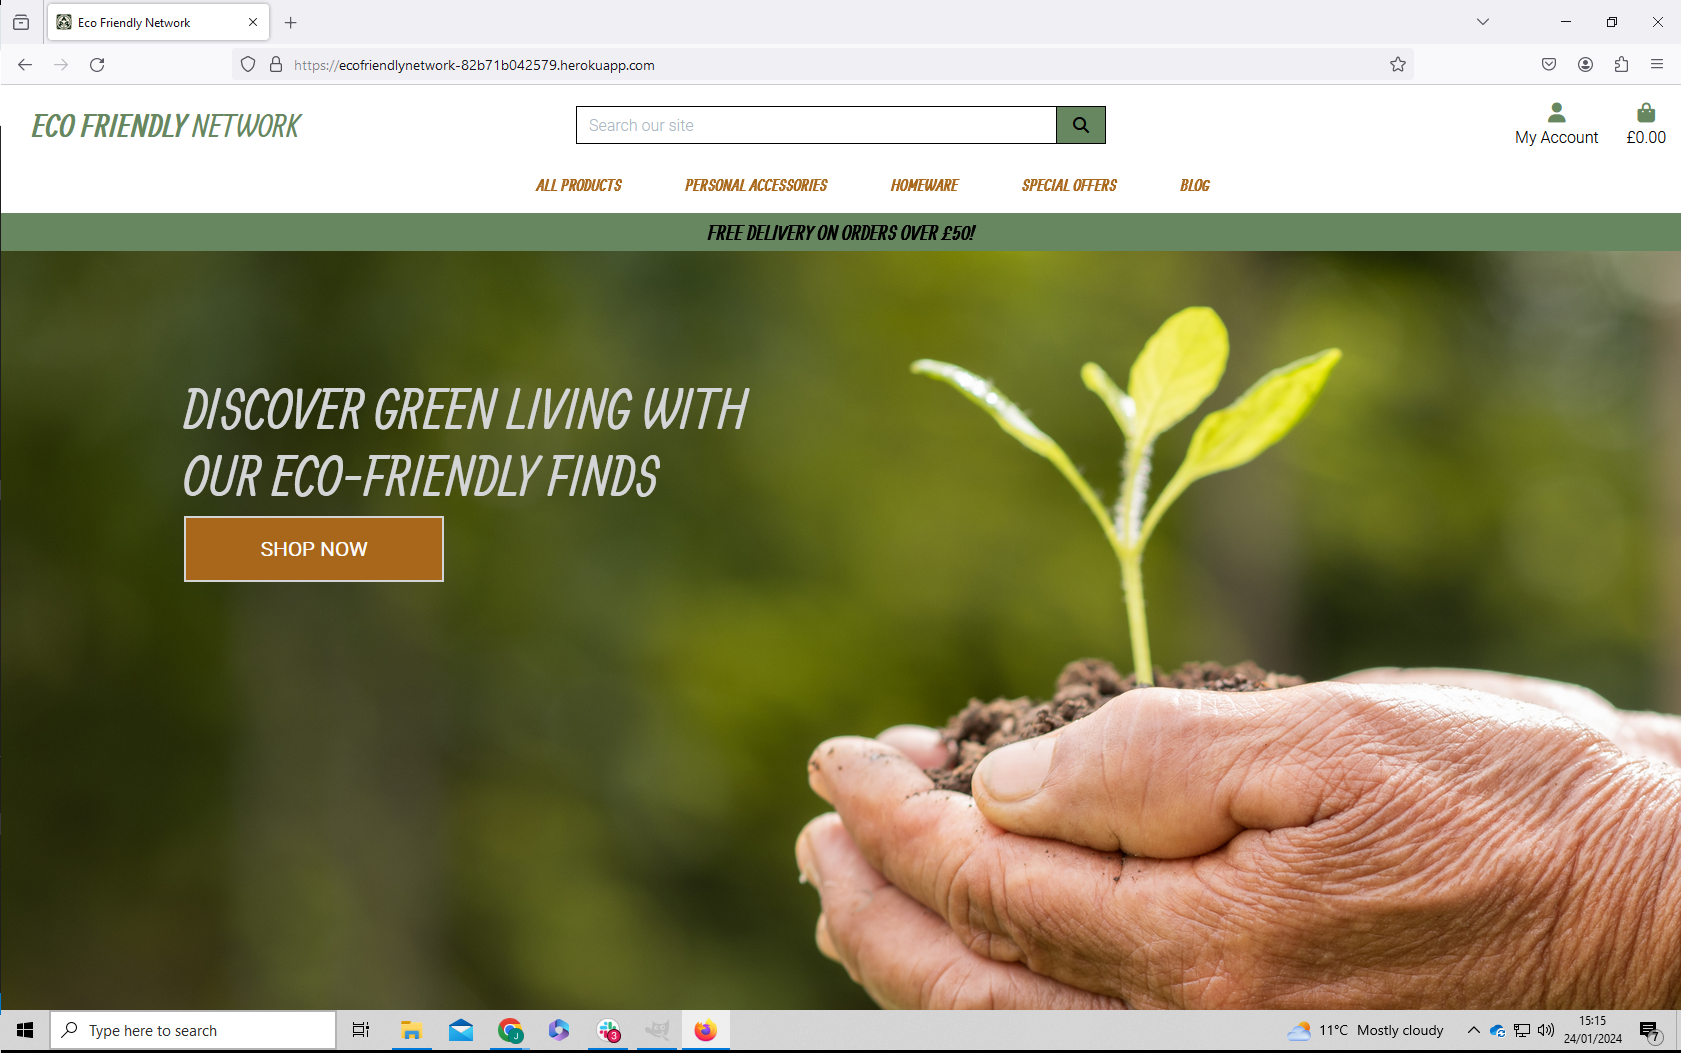 Eco Friendly Network
https://ecofriendlynetwork-82b71b042579.herokuapp.com
ECO FRIENDLY NETWORK
Search our site
My Account
£0.00
ALL PRODUCTS
PERSONAL ACCESSORIES
HOMEWARE
SPECIAL OFFERS
BLOG
FREE DELIVERY ON ORDERS OVER £50!
DISCOVER GREEN LIVING WITH
OUR ECO-FRIENDLY FINDS
SHOP NOW
Type here to search
J
3
11°C Mostly cloudy
15:15
24/01/2024
7